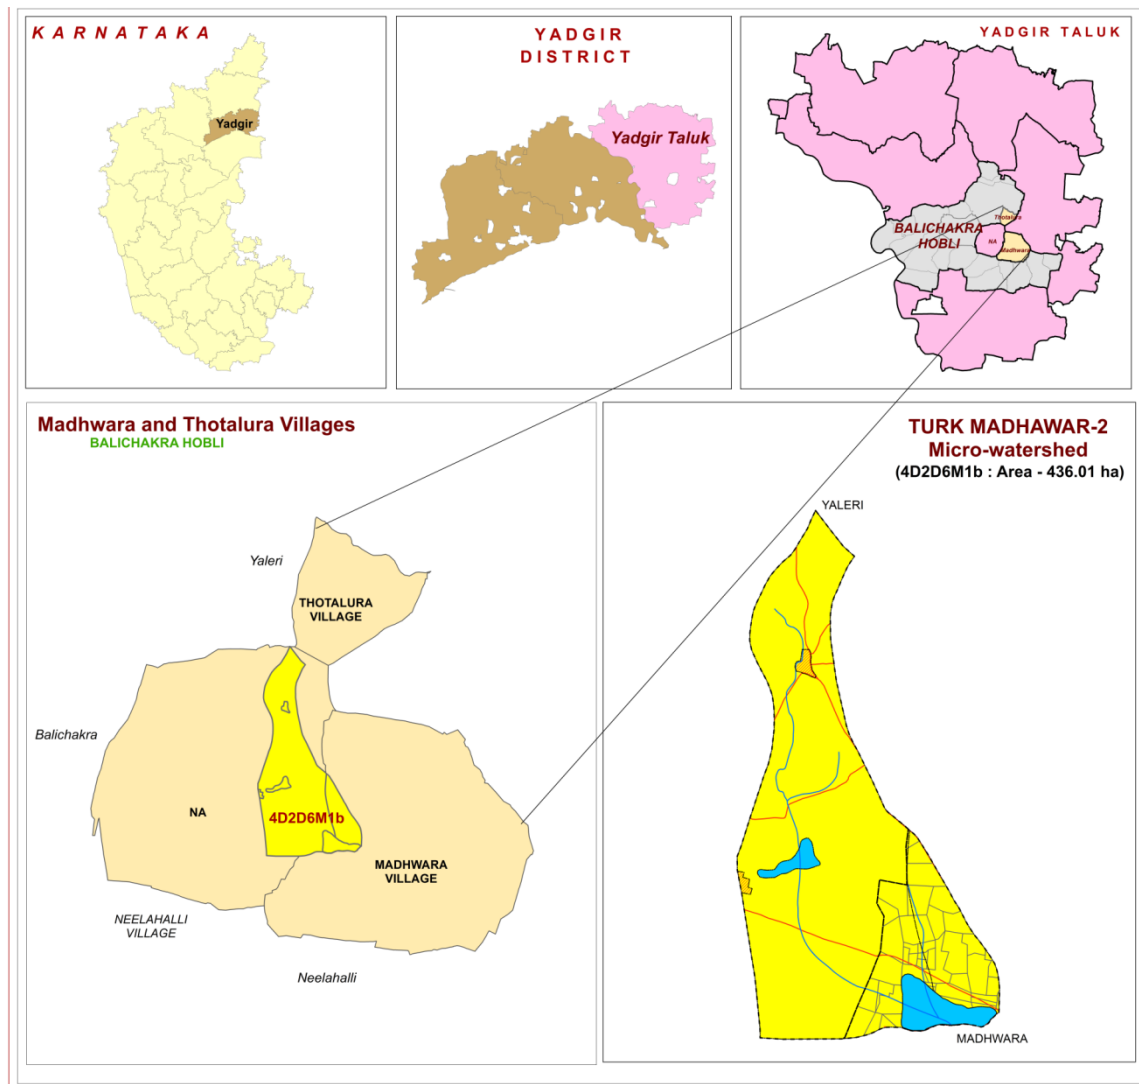 KARNATAKA
Yadgir
YADGIR
DISTRICT
Yadgir Taluk
YADGIR TALUK
Thotalura
BALICHAKRA
HOBLI
NA
Madhwara
Madhwara and Thotalura Villages
BALICHAKRA HOBLI
Yaleri
THOTALURA
VILLAGE
Balichakra
NA
4D2D6M1b
MADHWARA
VILLAGE
NEELAHALLI
VILLAGE
Neelahalli
TURK MADHAWAR-2
Micro-watershed
(4D2D6M1b : Area - 436.01 ha)
YALERI
MADHWARA